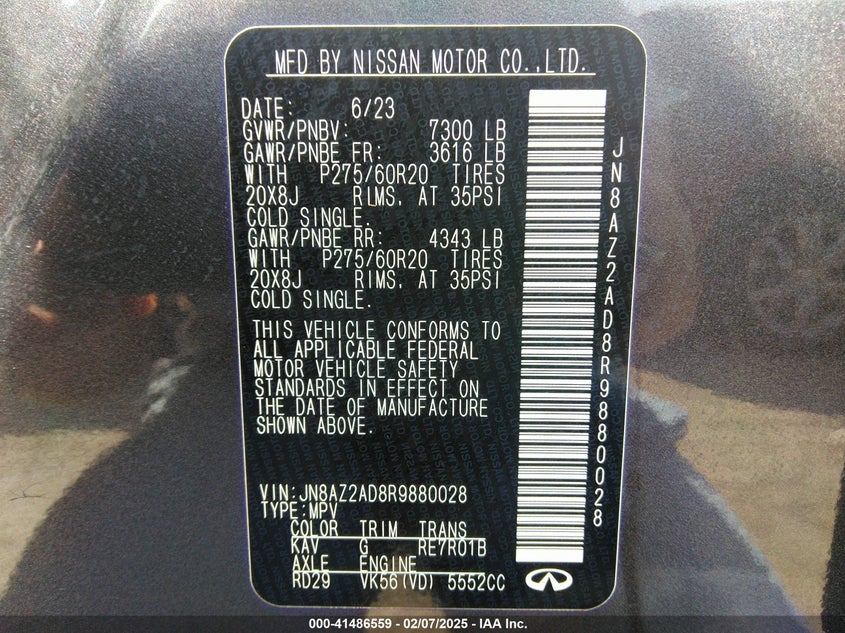 MFD BY NISSAN MOTOR CO.,LTD.
DATE: 6/23
GVWR/PNBV: 7300 LB
GAWR/PNBE FR: 3616 LB
WITH P275/60R20 TIRES
20X8J RIMS, AT 35PSI
COLD SINGLE.
GAWR/PNBE RR: 4343 LB
WITH P275/60R20 TIRES
20X8J RIMS, AT 35PSI
COLD SINGLE.
THIS VEHICLE CONFORMS TO
ALL APPLICABLE FEDERAL
MOTOR VEHICLE SAFETY
STANDARDS IN EFFECT ON
THE DATE OF MANUFACTURE
SHOWN ABOVE.
VIN:JN8AZ2AD8R9880028
TYPE:MPV
COLOR TRIM TRANS
KAV G RE7R01B
AXLE ENGINE
RD29 VK56(VD) 5552CC
JN8AZ2AD8R9880028
000-41486559 - 02/07/2025 - IAA Inc.